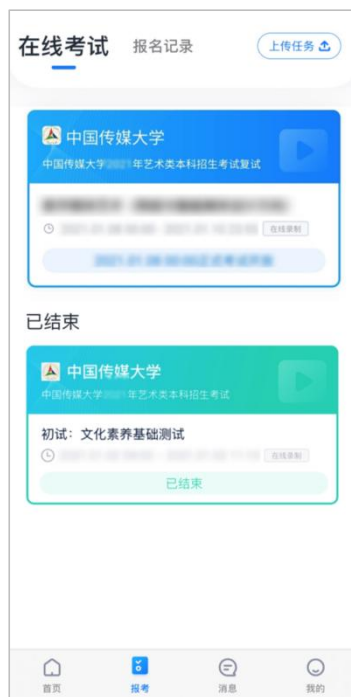 在线考试 报名记录 上传任务
中国传媒大学
中国传媒大学 年艺术类本科招生考试复试
在线录制
已结束
中国传媒大学
中国传媒大学 年艺术类本科招生考试
初试：文化素养基础测试
在线录制
已结束
首页 报考 消息 我的